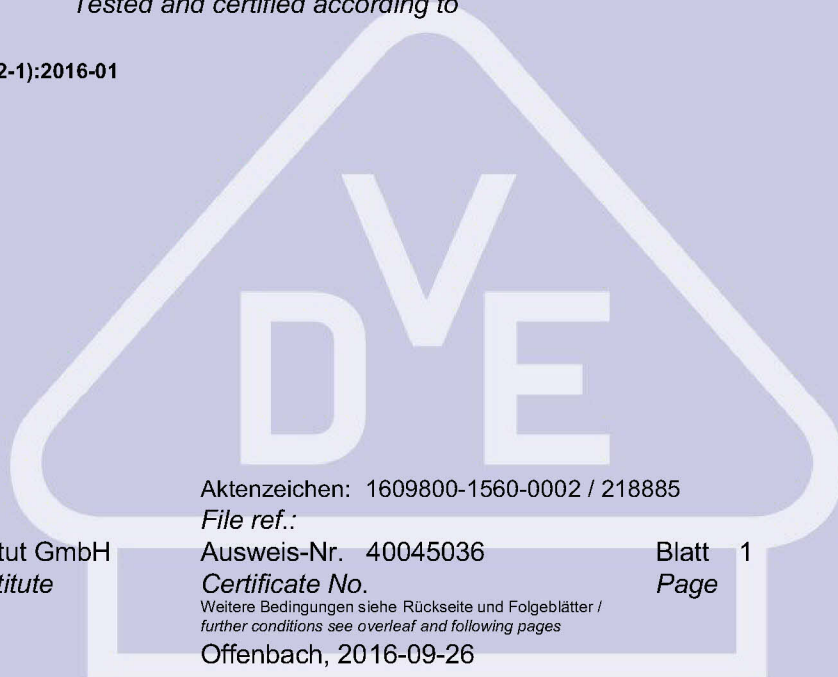 Tested and certified according to
2-1):2016-01
VDE
Aktenzeichen: 1609800-1560-0002 / 218885
File ref.:
tut GmbH Ausweis-Nr. 40045036 Blatt 1
titute Certificate No. Page
Weitere Bedingungen siehe Rückseite und Folgeblätter /
further conditions see overleaf and following pages
Offenbach, 2016-09-26